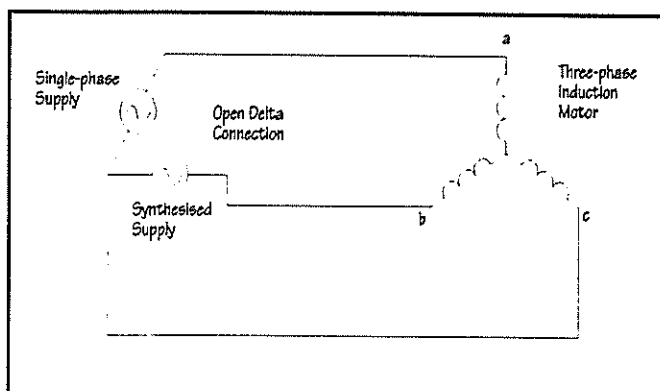 a
Single-phase
Supply
Three-phase
Induction
Motor
Open Delta
Connection
Synthesised
Supply
b
c